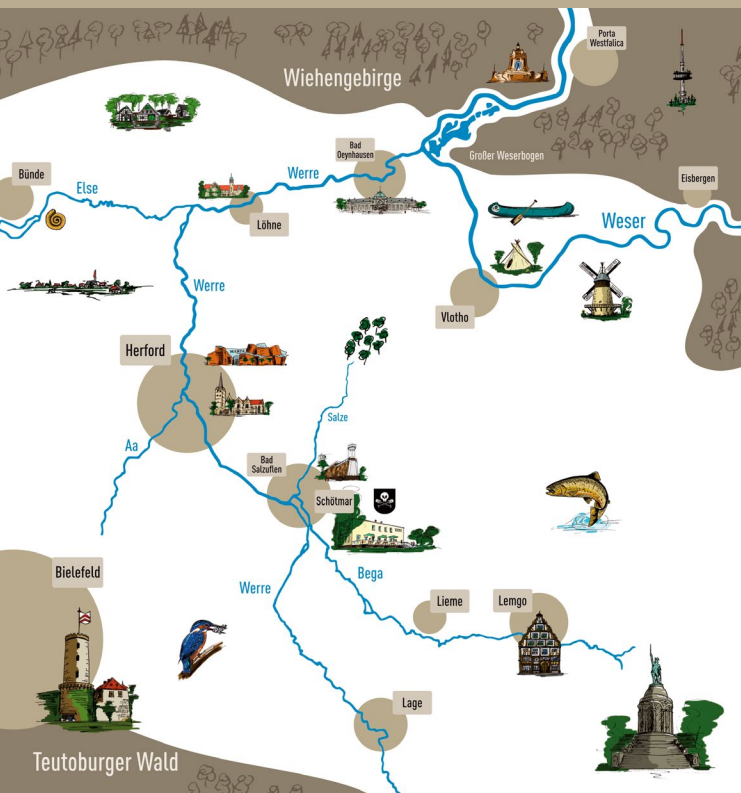 Porta
Westfalica
Wiehengebirge
Bad
Oeynhausen
Großer Weserbogen
Bünde
Else
Werre
Eisbergen
Löhne
Weser
Werre
Vlotho
Herford
MARTA
Salze
Aa
Bad
Salzuflen
Schötmar
Bielefeld
Werre
Bega
Lieme
Lemgo
Lage
Teutoburger Wald